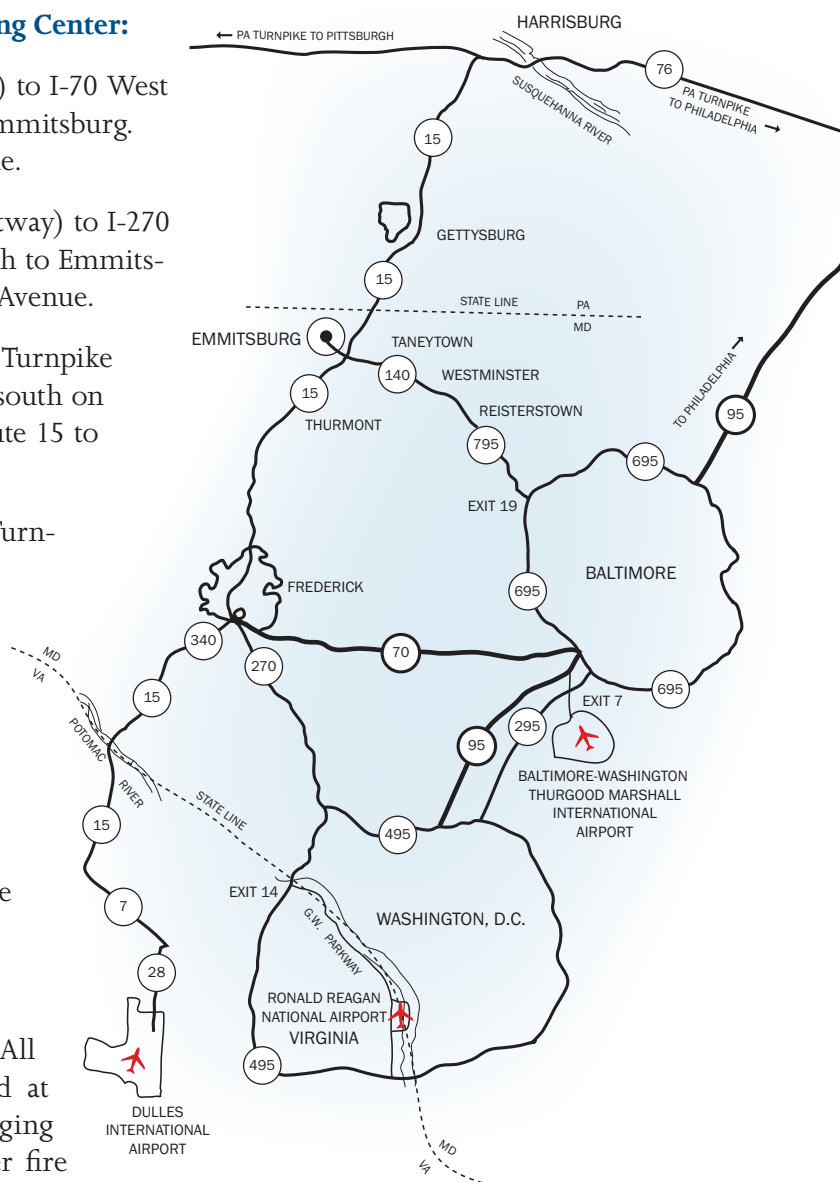 ng Center:
) to I-70 West
mmitsburg.
e.
tway) to I-270
h to Emmits-
Avenue.
Turnpike
south on
ute 15 to
Turn-
e
All
d at
ging
er fire
PA TURNPIKE TO PITTSBURGH
HARRISBURG
76
PA TURNPIKE
TO PHILADELPHIA
SUSQUEHANNA RIVER
15
GETTYSBURG
15
STATE LINE
PA
MD
EMMITSBURG
TANEYTOWN
140
WESTMINSTER
15
REISTERSTOWN
THURMONT
795
TO PHILADELPHIA
95
695
EXIT 19
BALTIMORE
695
FREDERICK
340
270
70
MD
VA
15
695
EXIT 7
295
95
POTOMAC
RIVER
BALTIMORE-WASHINGTON
THURGOOD MARSHALL
INTERNATIONAL
AIRPORT
STATE LINE
15
495
EXIT 14
7
G.W. PARKWAY
WASHINGTON, D.C.
28
RONALD REAGAN
NATIONAL AIRPORT
VIRGINIA
495
DULLES
INTERNATIONAL
AIRPORT
MD
VA